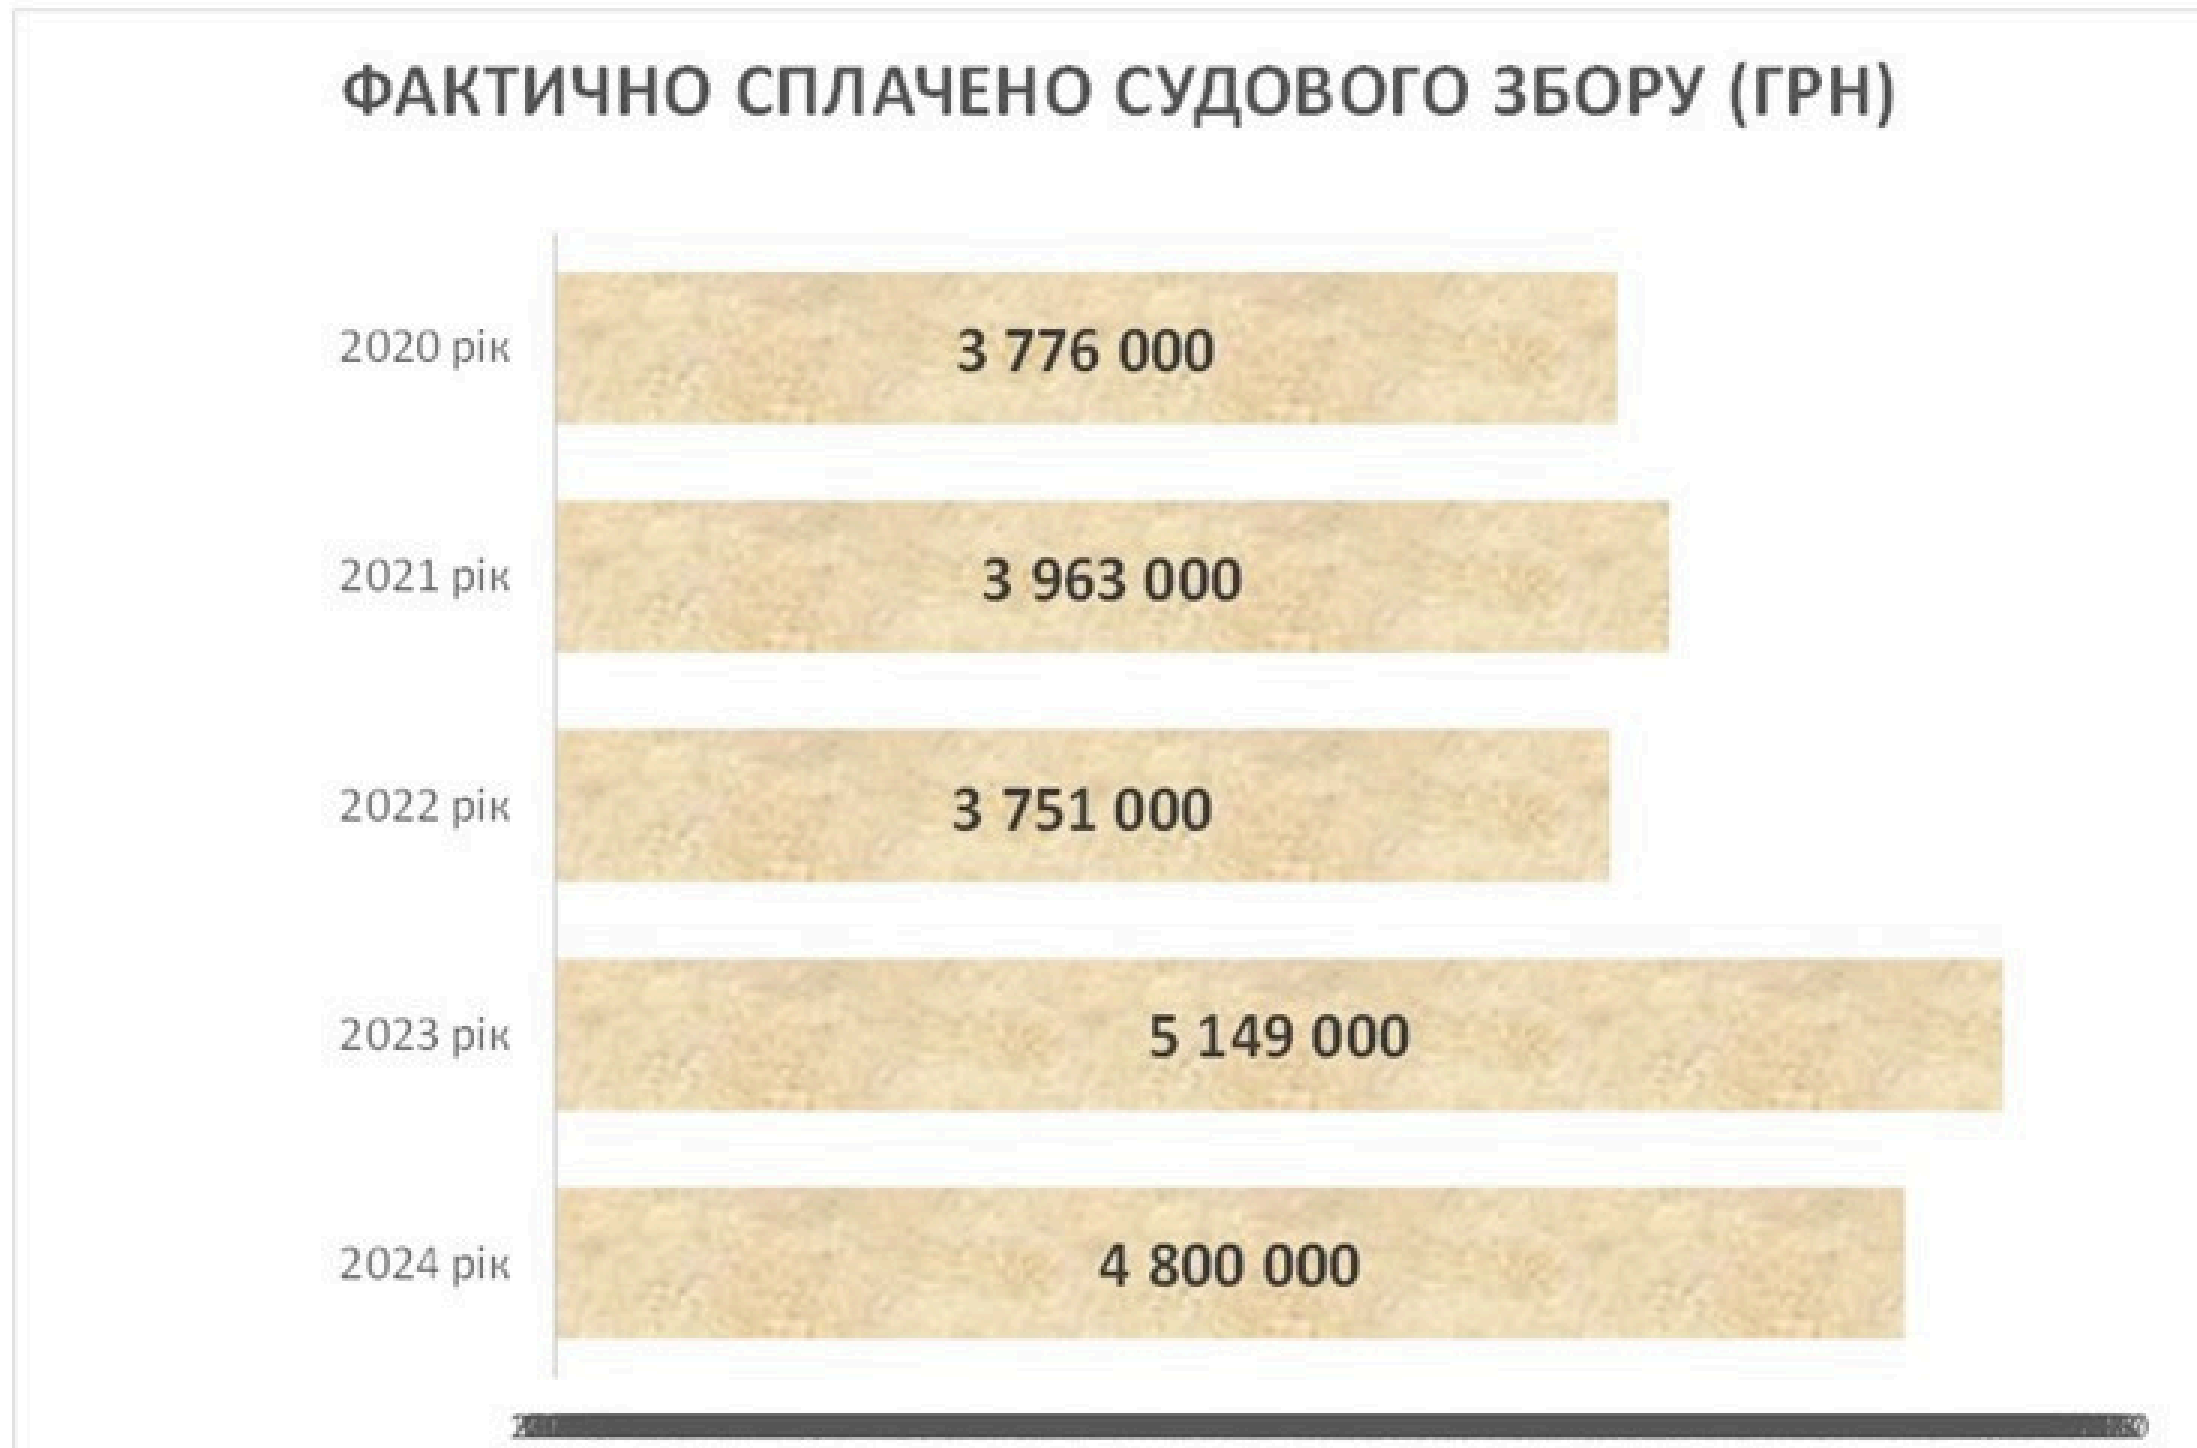 ФАКТИЧНО СПЛАЧЕНО СУДОВОГО ЗБОРУ (ГРН)
2020 рік 3 776 000
2021 рік 3 963 000
2022 рік 3 751 000
2023 рік 5 149 000
2024 рік 4 800 000